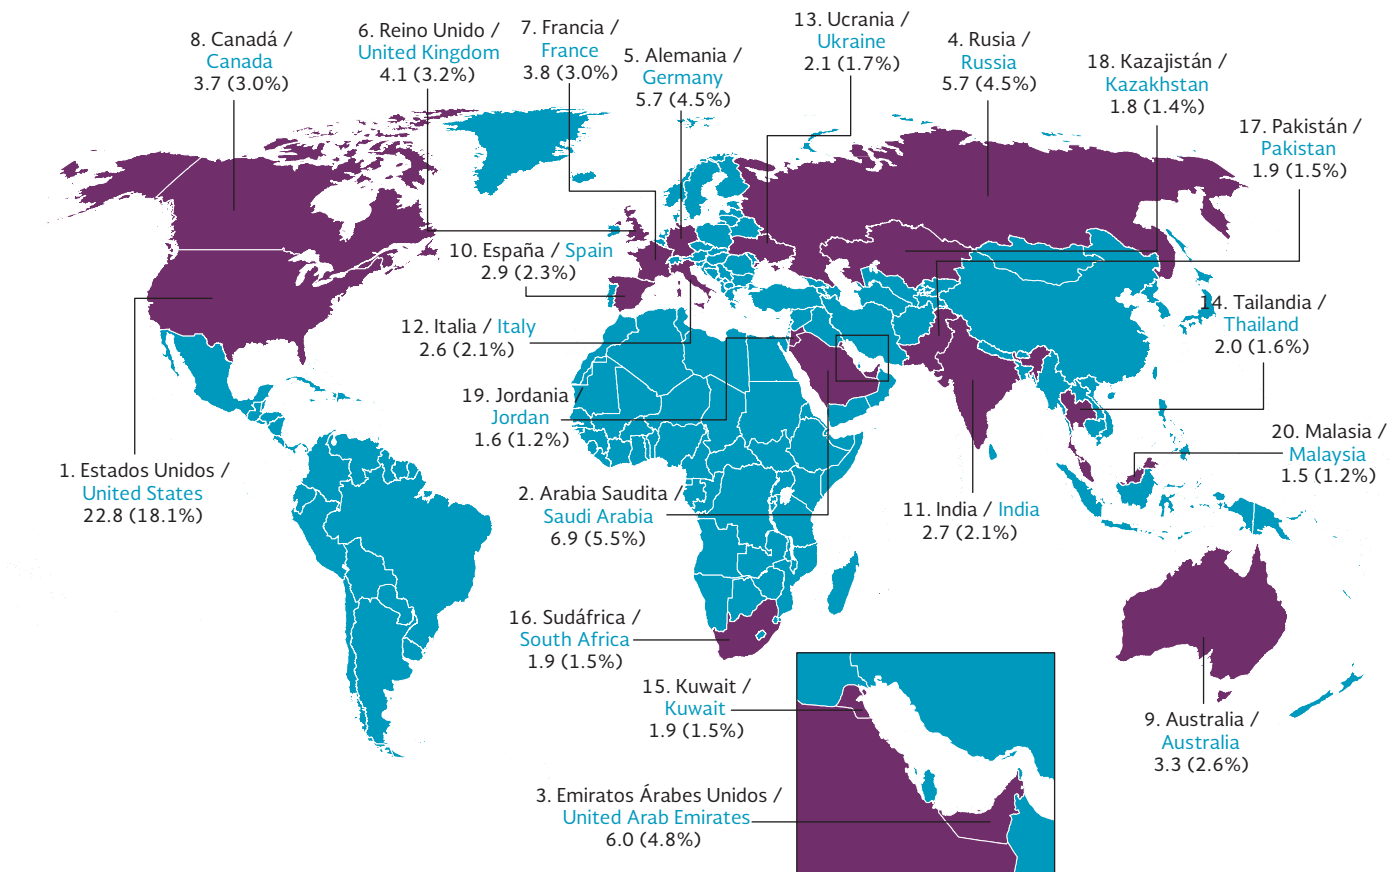 8. Canadá /
Canada
3.7 (3.0%)
6. Reino Unido /
United Kingdom
4.1 (3.2%)
7. Francia /
France
3.8 (3.0%)
5. Alemania /
Germany
5.7 (4.5%)
13. Ucrania /
Ukraine
2.1 (1.7%)
4. Rusia /
Russia
5.7 (4.5%)
18. Kazajistán /
Kazakhstan
1.8 (1.4%)
17. Pakistán /
Pakistan
1.9 (1.5%)
10. España / Spain
2.9 (2.3%)
12. Italia / Italy
2.6 (2.1%)
14. Tailandia /
Thailand
2.0 (1.6%)
19. Jordania /
Jordan
1.6 (1.2%)
20. Malasia /
Malaysia
1.5 (1.2%)
1. Estados Unidos /
United States
22.8 (18.1%)
2. Arabia Saudita /
Saudi Arabia
6.9 (5.5%)
11. India / India
2.7 (2.1%)
16. Sudáfrica /
South Africa
1.9 (1.5%)
15. Kuwait /
Kuwait
1.9 (1.5%)
9. Australia /
Australia
3.3 (2.6%)
3. Emiratos Árabes Unidos /
United Arab Emirates
6.0 (4.8%)